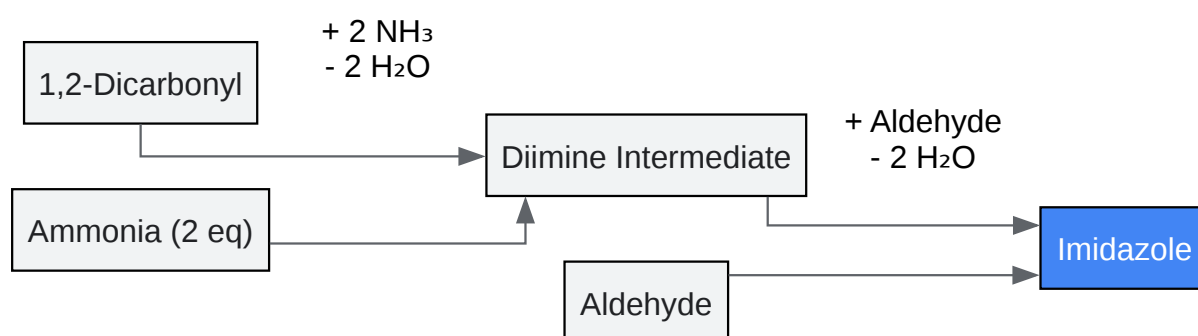 + 2 NH₃
- 2 H₂O
1,2-Dicarbonyl
+ Aldehyde
- 2 H₂O
Diimine Intermediate
Ammonia (2 eq)
Imidazole
Aldehyde